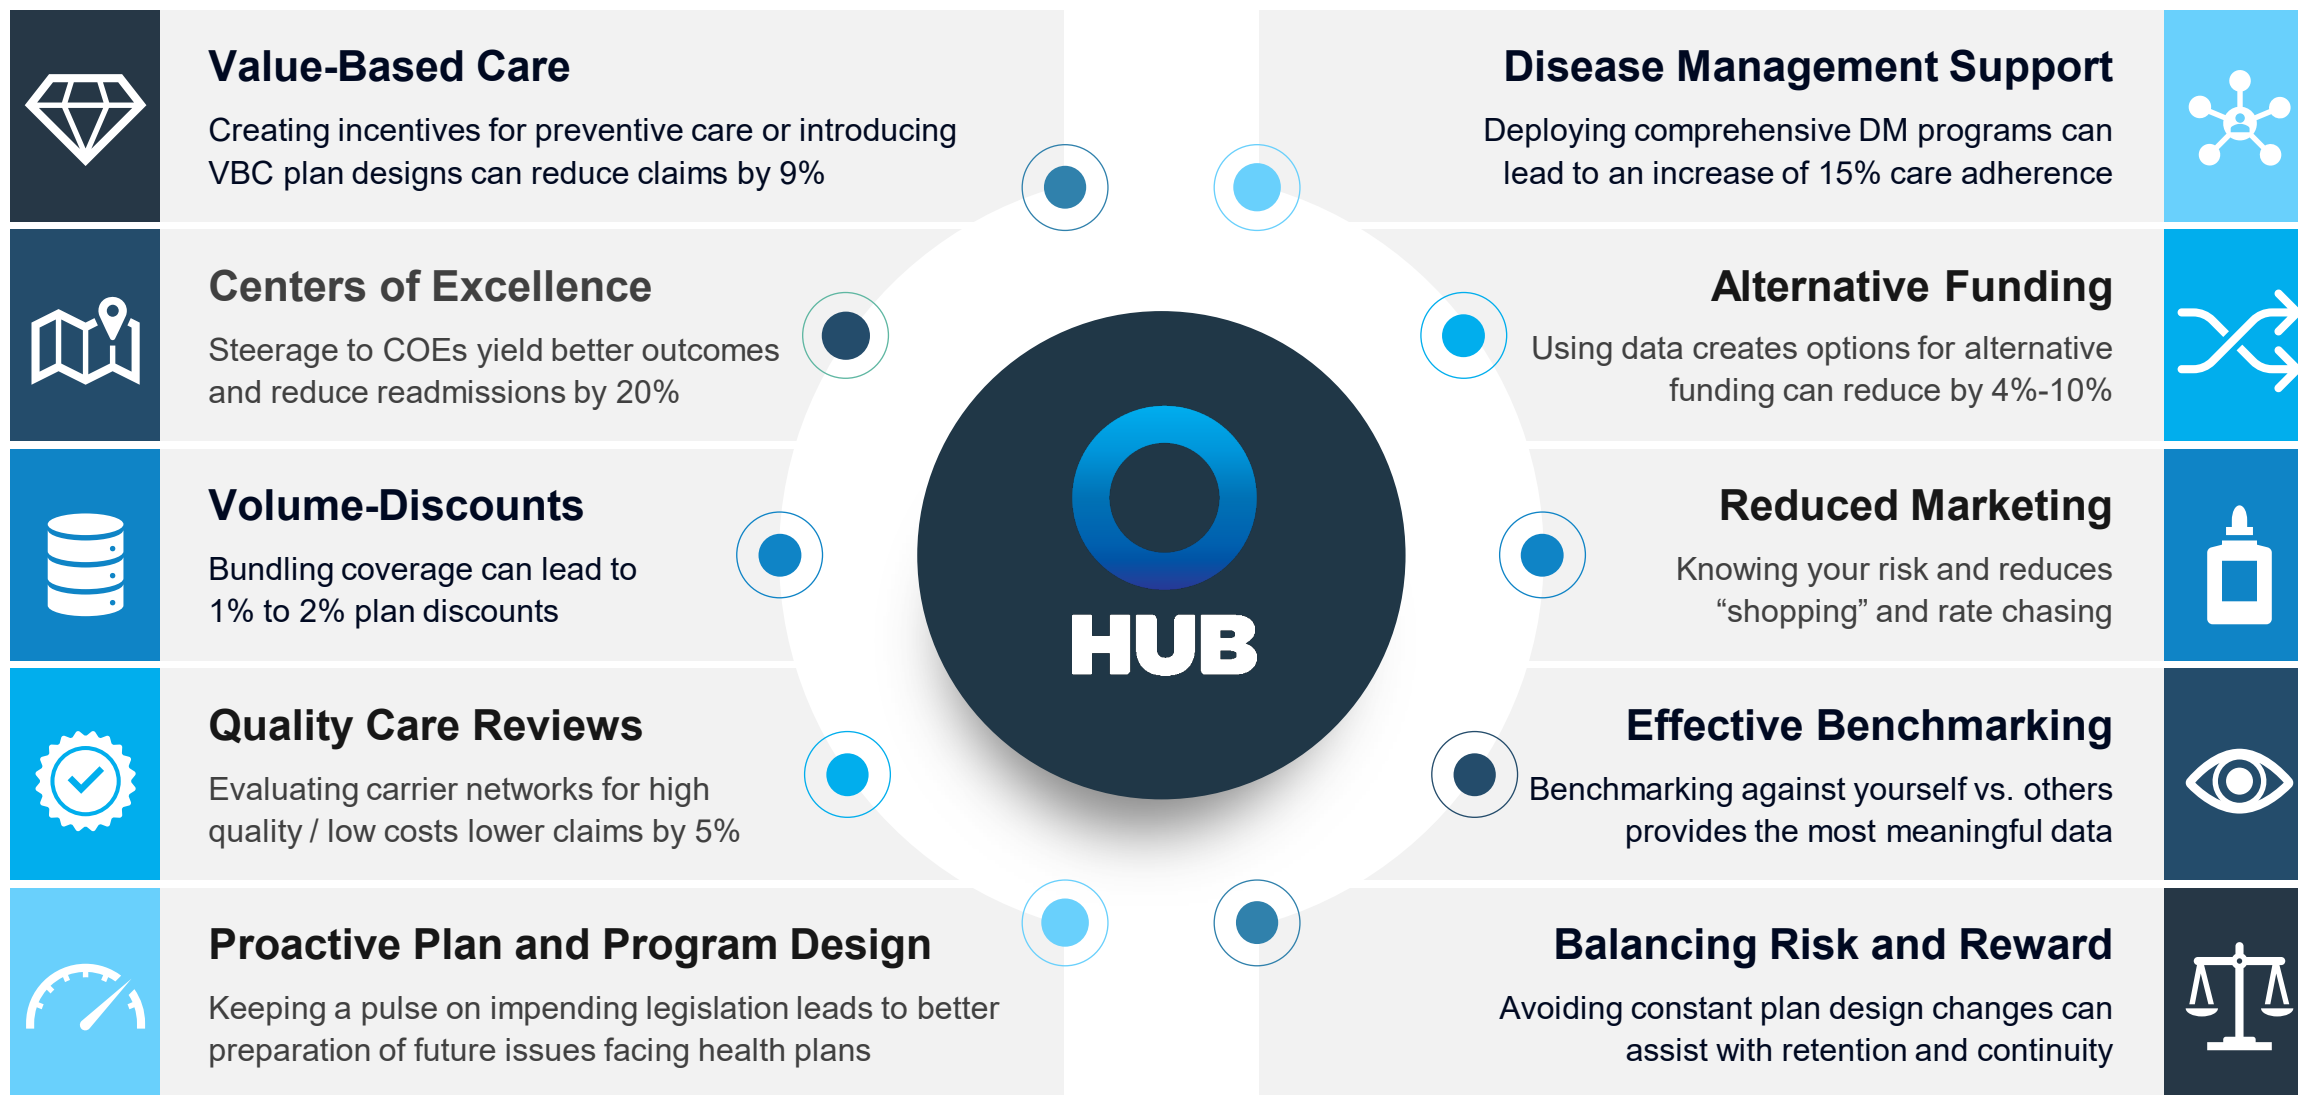 Value-Based Care
Creating incentives for preventive care or introducing
VBC plan designs can reduce claims by 9%
Centers of Excellence
Steerage to COEs yield better outcomes
and reduce readmissions by 20%
Volume-Discounts
Bundling coverage can lead to
1% to 2% plan discounts
Quality Care Reviews
Evaluating carrier networks for high
quality / low costs lower claims by 5%
Proactive Plan and Program Design
Keeping a pulse on impending legislation leads to better
preparation of future issues facing health plans
HUB
Disease Management Support
Deploying comprehensive DM programs can
lead to an increase of 15% care adherence
Alternative Funding
Using data creates options for alternative
funding can reduce by 4%-10%
Reduced Marketing
Knowing your risk and reduces
“shopping” and rate chasing
Effective Benchmarking
Benchmarking against yourself vs. others
provides the most meaningful data
Balancing Risk and Reward
Avoiding constant plan design changes can
assist with retention and continuity